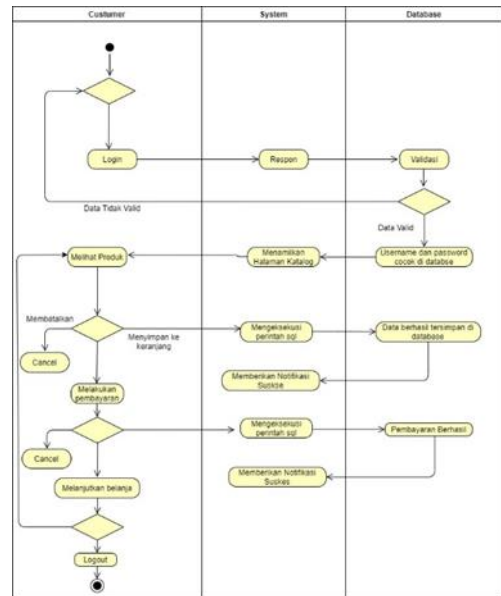 Custumer
System
Database
Login
Respon
Validasi
Data Tidak Valid
Data Valid
Melihat Produk
Menamilkan
Halaman Katalog
Username dan password
cocok di databse
Membatalkan
Menyimpan ke
keranjang
Mengeksekusi
perintah sql
Data berhasil tersimpan di
database
Cancel
Memberikan Notifikasi
Suskse
Melakukan
pembayaran
Mengeksekusi
perintah sql
Pembayaran Berhasil
Cancel
Memberikan Notifikasi
Suskes
Melanjutkan belanja
Logout